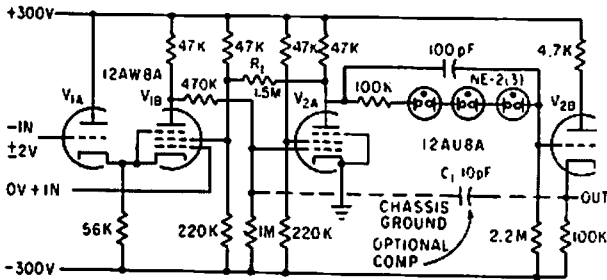 +300V
47K 47K 47K 47K 100pF 4.7K
12AW8A R1 NE-2(3)
V1A V1B 470K 1.5M V2A 100K V2B
-IN
±2V
12AU8A
0V +IN C1 10pF OUT
CHASSIS
GROUND
56K 220K 1M 220K OPTIONAL
COMP 2.2M 100K
-300V